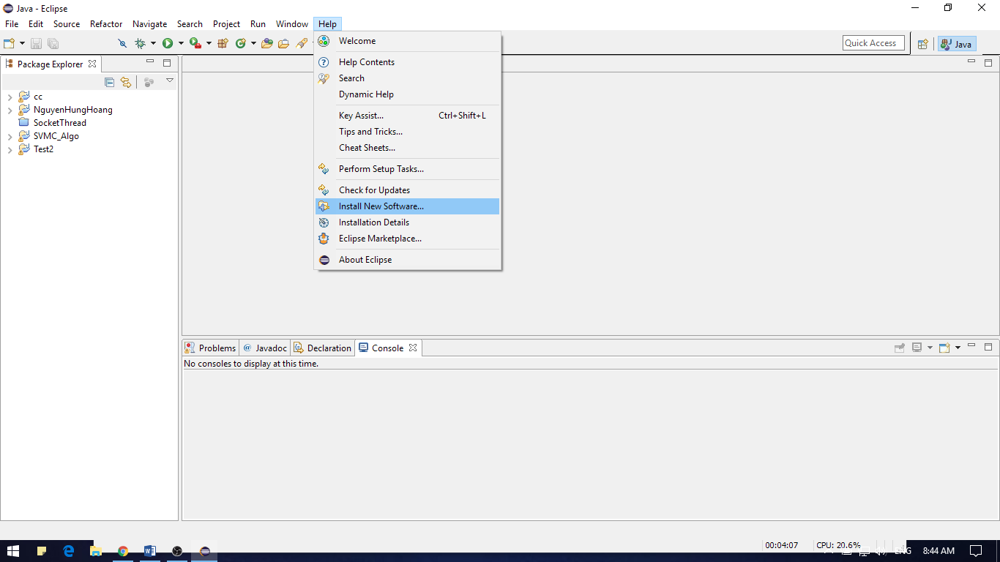 Java - Eclipse
File Edit Source Refactor Navigate Search Project Run Window Help
Quick Access
Java
Welcome
Help Contents
Search
Dynamic Help
Key Assist... Ctrl+Shift+L
Tips and Tricks...
Cheat Sheets...
Perform Setup Tasks...
Check for Updates
Install New Software...
Installation Details
Eclipse Marketplace...
About Eclipse
Package Explorer
cc
NguyenHungHoang
SocketThread
SVMC_Algo
Test2
Problems @ Javadoc Declaration Console
No consoles to display at this time.
00:04:07 CPU: 20.6%
ENG 8:44 AM